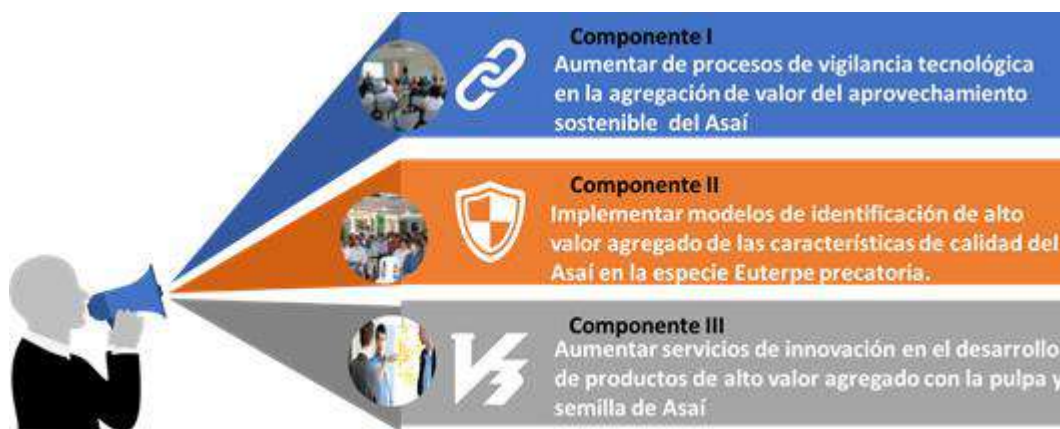 Componente I
Aumentar de procesos de vigilancia tecnológica
en la agregación de valor del aprovechamiento
sostenible del Asaí
Componente II
Implementar modelos de identificación de alto
valor agregado de las características de calidad del
Asaí en la especie Euterpe precatoria.
Componente III
Aumentar servicios de innovación en el desarrollo
de productos de alto valor agregado con la pulpa y
semilla de Asaí